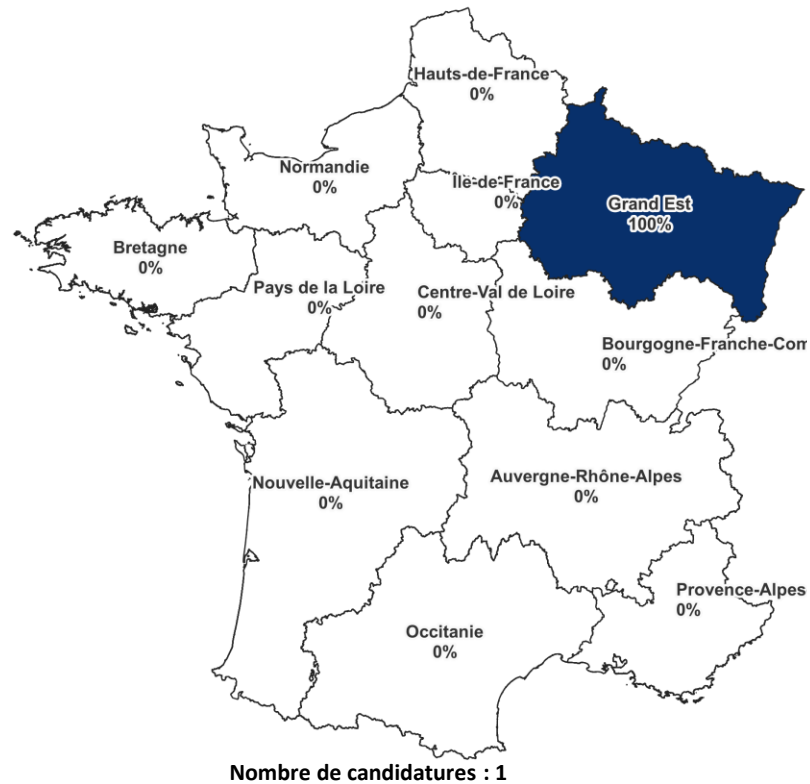 Hauts-de-France
0%
Normandie
0%
Île-de-France
0%
Grand Est
100%
Bretagne
0%
Pays de la Loire
0%
Centre-Val de Loire
0%
Bourgogne-Franche-Com
0%
Nouvelle-Aquitaine
0%
Auvergne-Rhône-Alpes
0%
Provence-Alpes
0%
Occitanie
0%
Nombre de candidatures : 1